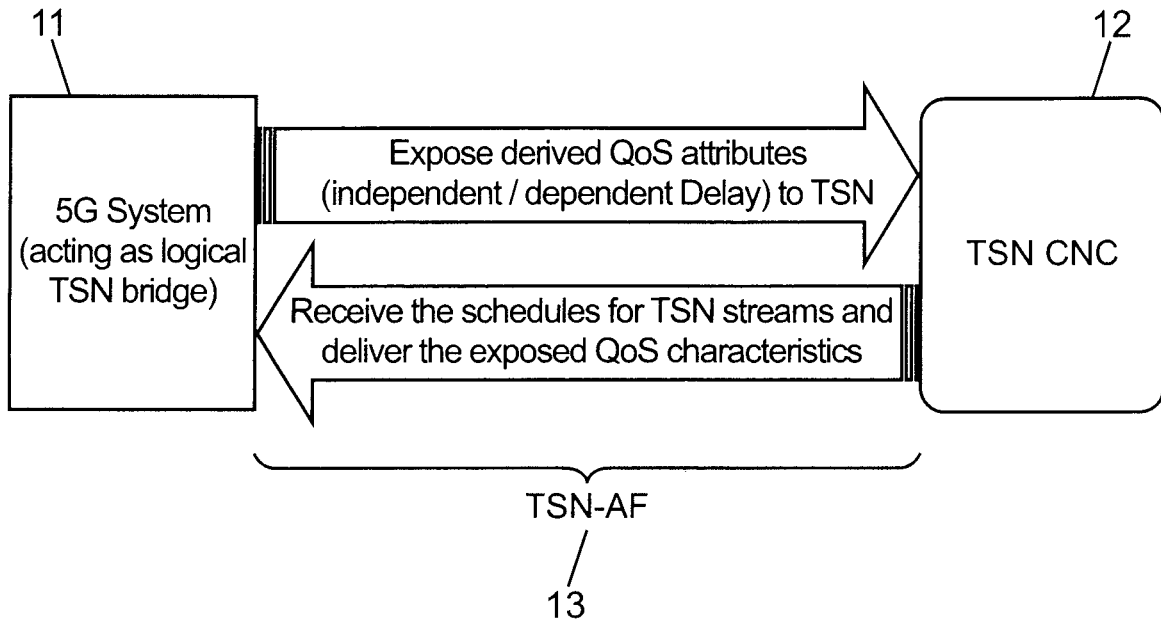 11
12
Expose derived QoS attributes
(independent / dependent Delay) to TSN
5G System
(acting as logical
TSN bridge)
TSN CNC
Receive the schedules for TSN streams and
deliver the exposed QoS characteristics
TSN-AF
13